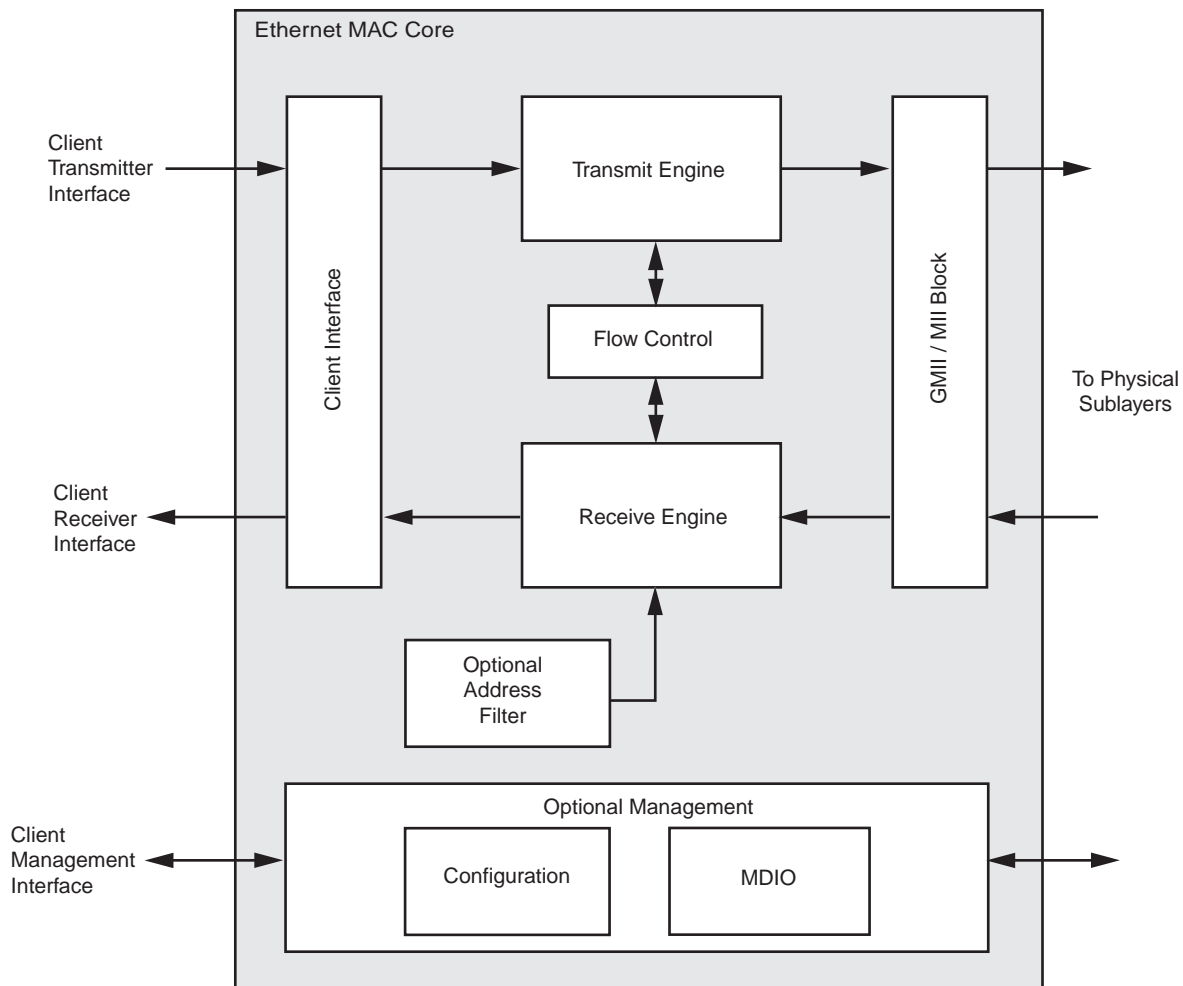 Ethernet MAC Core
Client
Transmitter
Interface
Client Interface
Transmit Engine
Flow Control
GMII / MII Block
To Physical
Sublayers
Client
Receiver
Interface
Receive Engine
Optional
Address
Filter
Optional Management
Client
Management
Interface
Configuration
MDIO